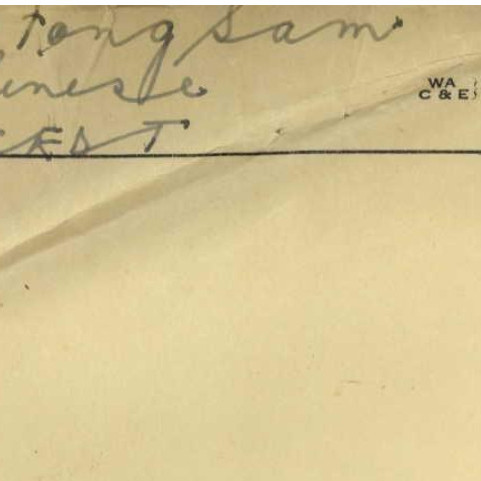 Tong Sam
inese
WA
C & E